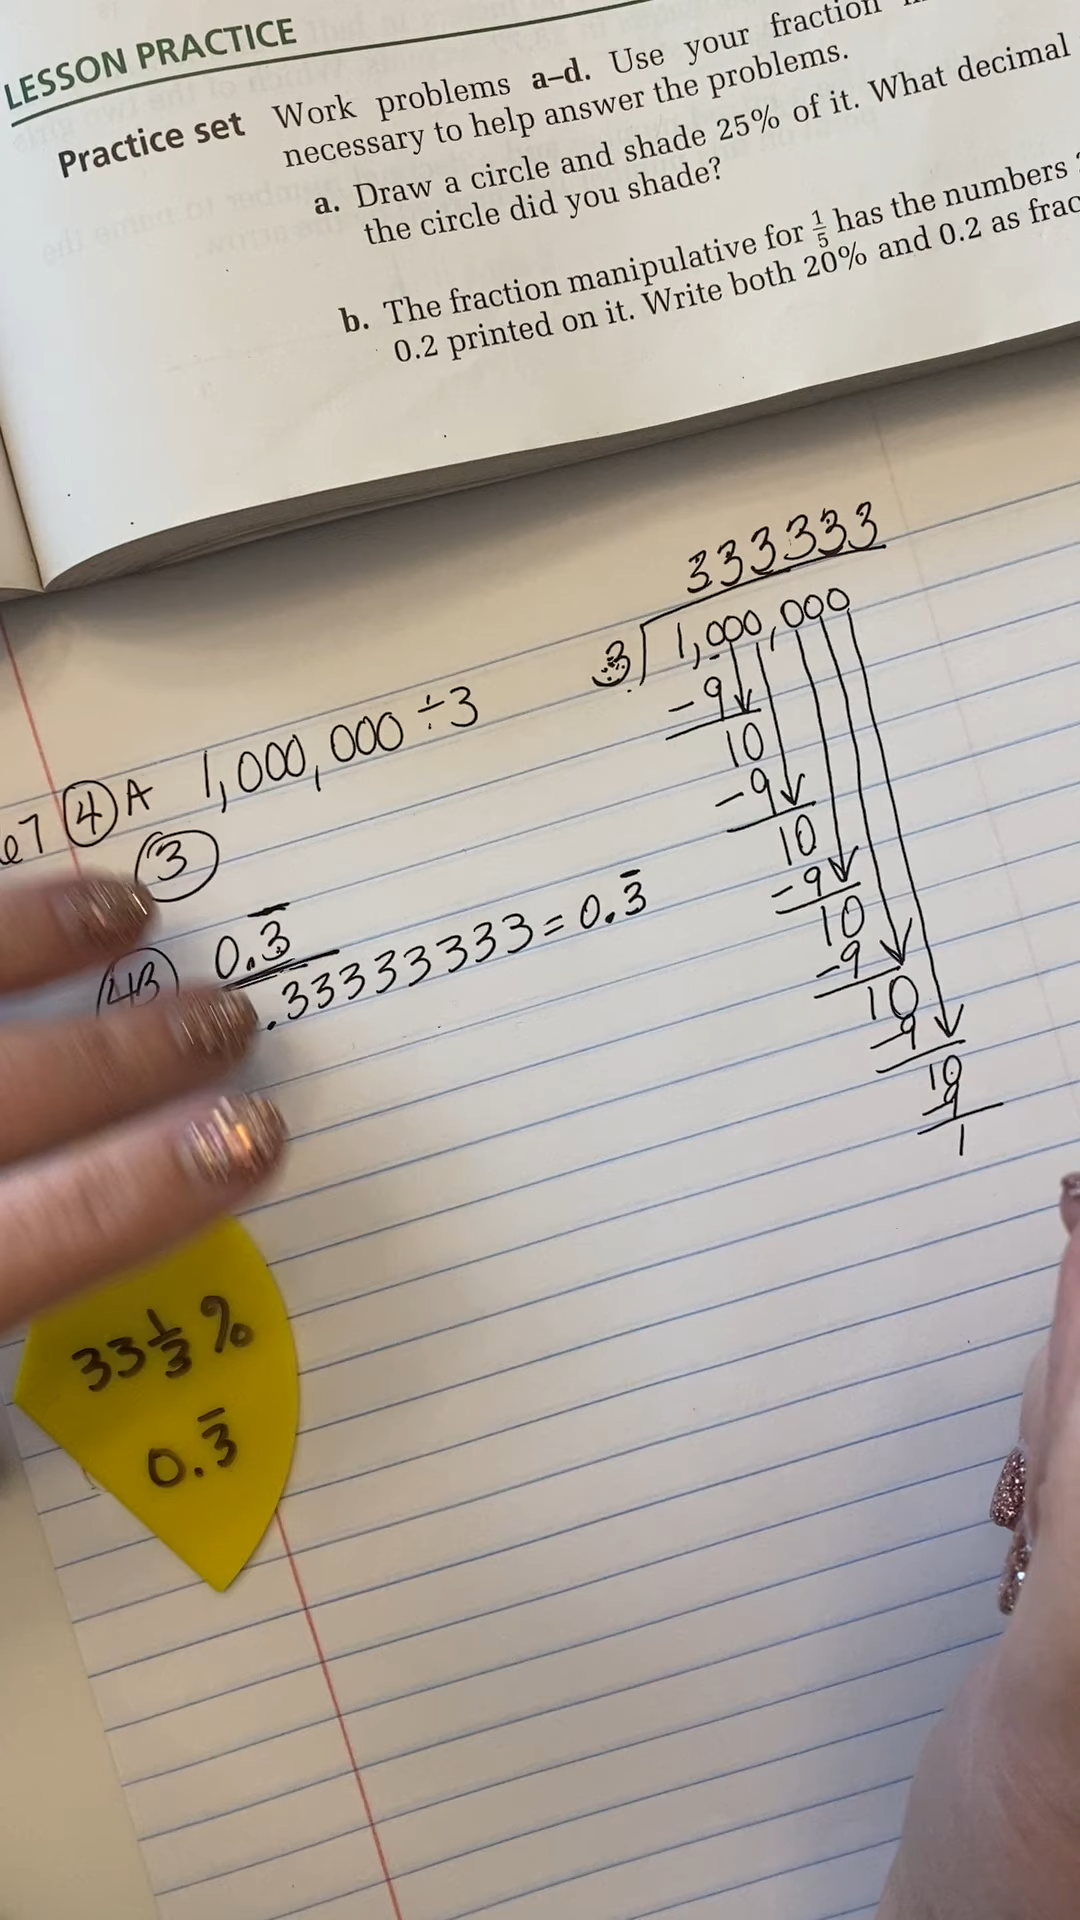 LESSON PRACTICE
Practice set Work problems a–d. Use your fraction
necessary to help answer the problems.
a. Draw a circle and shade 25% of it. What decimal
the circle did you shade?
b. The fraction manipulative for 1/5 has the numbers
0.2 printed on it. Write both 20% and 0.2 as frac
333333
3⟌1,000,000
-9
10
-9
10
-9
10
-9
10
-9
10
-9
1
e7 ④ A 1,000,000 ÷ 3
③
4B 0.3̅
.33333333 = 0.3̅
33⅓%
0.3̅